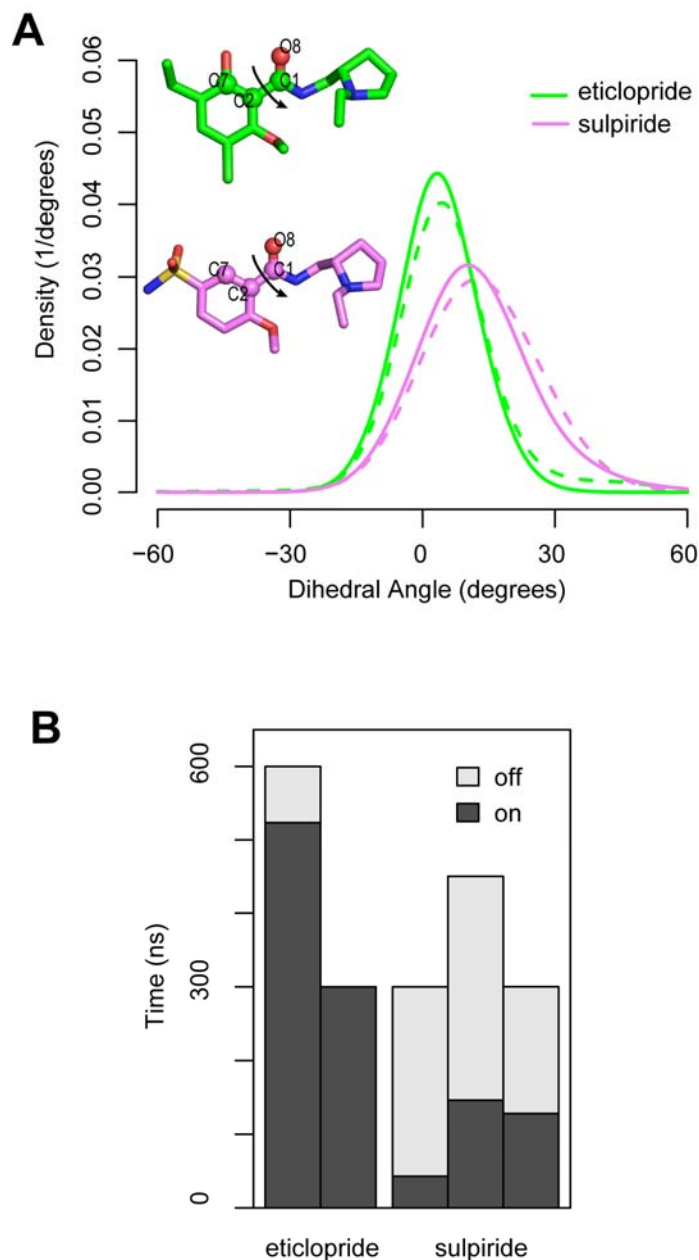 A
O8
C7
C1
C2
O8
C7
C1
C2
eticlopride
sulpiride
Density (1/degrees)
0.06
0.05
0.04
0.03
0.02
0.01
0.00
−60 −30 0 30 60
Dihedral Angle (degrees)
B
off
on
Time (ns)
600
300
0
eticlopride sulpiride